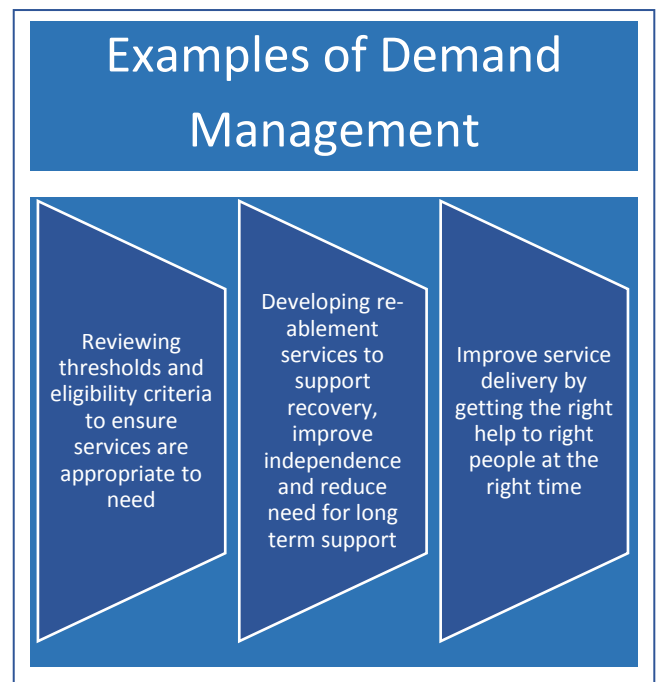 Examples of Demand
Management
Reviewing
thresholds and
eligibility criteria
to ensure
services are
appropriate to
need
Developing re-
ablement
services to
support
recovery,
improve
independence
and reduce
need for long
term support
Improve service
delivery by
getting the right
help to right
people at the
right time